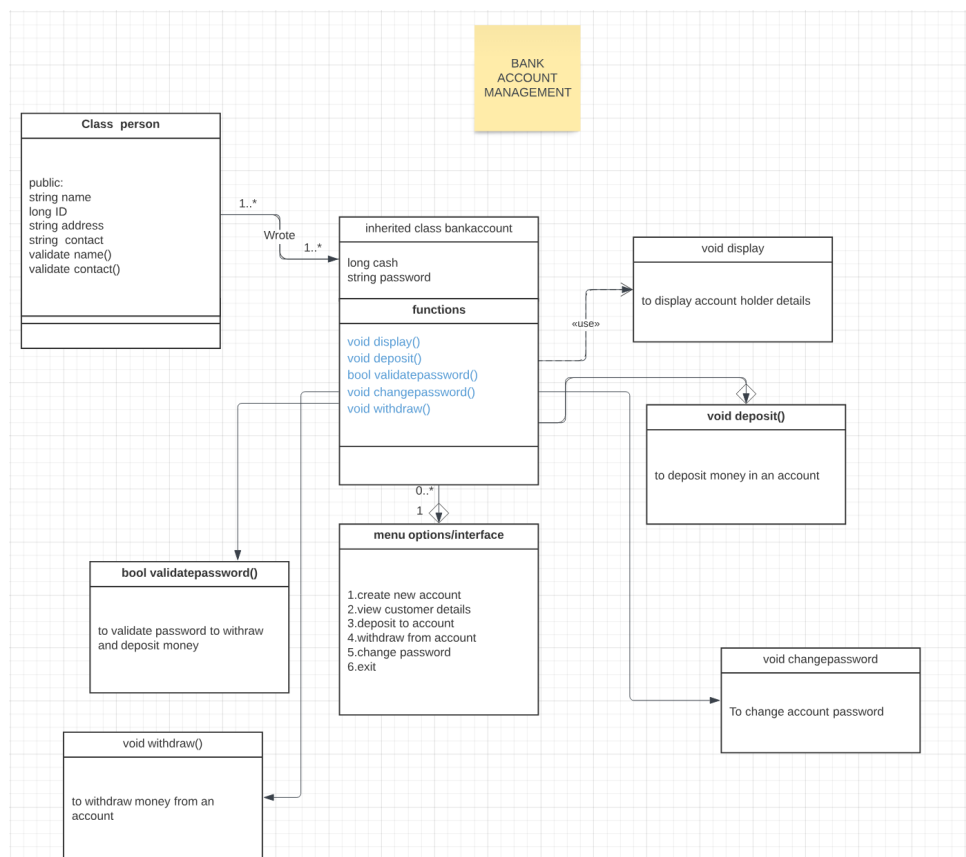 BANK
ACCOUNT
MANAGEMENT
Class  person
public:
string name
long ID
string address
string  contact
validate name()
validate contact()
1..*
Wrote
1..*
inherited class bankaccount
long cash
string password
functions
void display()
void deposit()
bool validatepassword()
void changepassword()
void withdraw()
void display
to display account holder details
«use»
void deposit()
to deposit money in an account
0..*
1
menu options/interface
1.create new account
2.view customer details
3.deposit to account
4.withdraw from account
5.change password
6.exit
bool validatepassword()
to validate password to withraw
and deposit money
void changepassword
To change account password
void withdraw()
to withdraw money from an
account